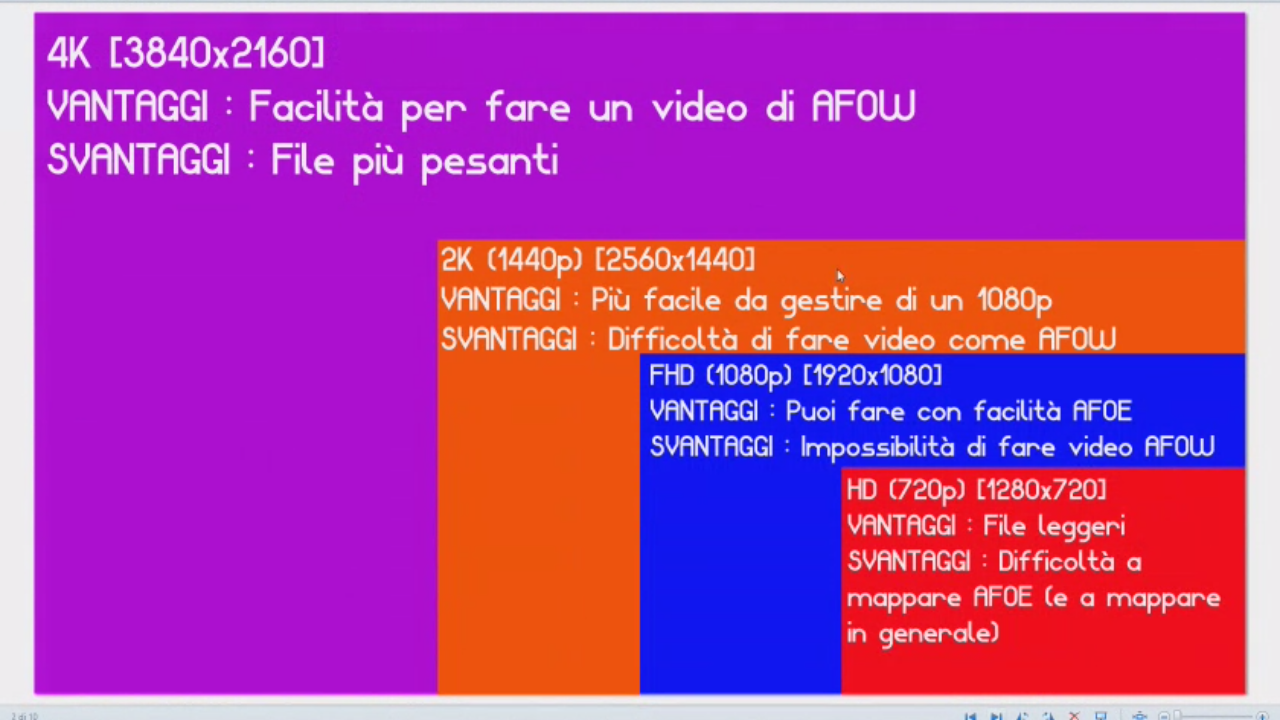 4K [3840x2160]
VANTAGGI : Facilità per fare un video di AFOW
SVANTAGGI : File più pesanti
2K (1440p) [2560x1440]
VANTAGGI : Più facile da gestire di un 1080p
SVANTAGGI : Difficoltà di fare video come AFOW
FHD (1080p) [1920x1080]
VANTAGGI : Puoi fare con facilità AFOE
SVANTAGGI : Impossibilità di fare video AFOW
HD (720p) [1280x720]
VANTAGGI : File leggeri
SVANTAGGI : Difficoltà a
mappare AFOE (e a mappare
in generale)
2 di 10